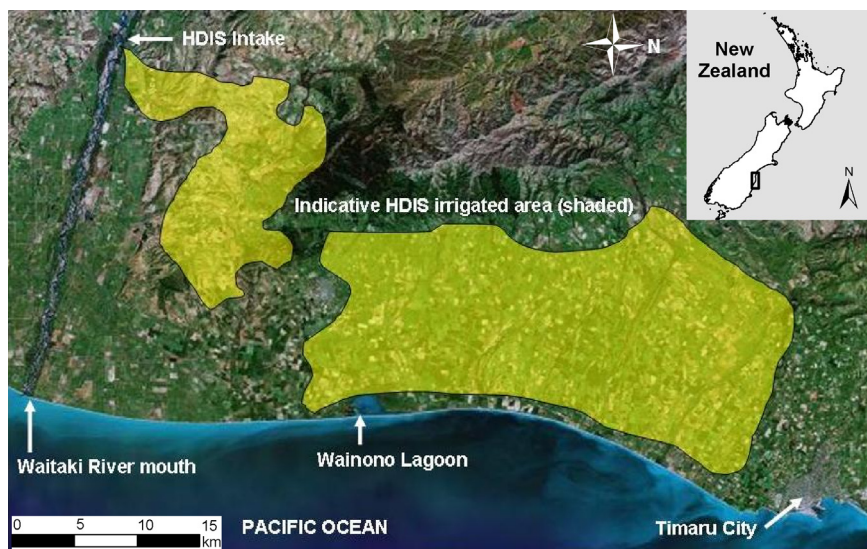 HDIS Intake
N
New
Zealand
N
Indicative HDIS irrigated area (shaded)
Waitaki River mouth
Wainono Lagoon
0 5 10 15
km
PACIFIC OCEAN
Timaru City